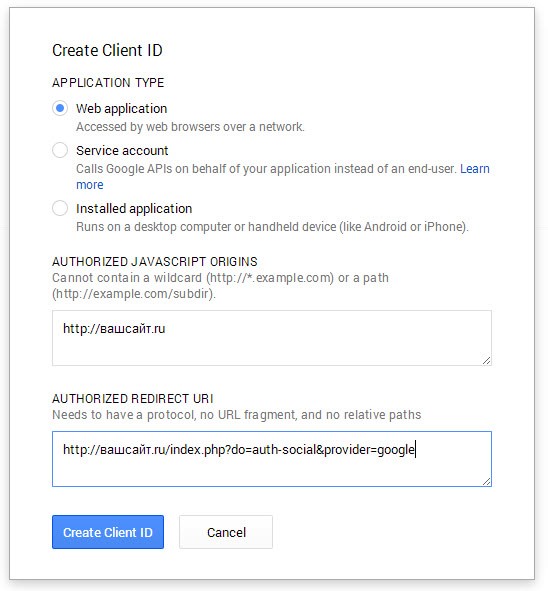 Create Client ID
APPLICATION TYPE
Web application
Accessed by web browsers over a network.
Service account
Calls Google APIs on behalf of your application instead of an end-user. Learn
more
Installed application
Runs on a desktop computer or handheld device (like Android or iPhone).
AUTHORIZED JAVASCRIPT ORIGINS
Cannot contain a wildcard (http://*.example.com) or a path
(http://example.com/subdir).
http://вашсайт.ru
AUTHORIZED REDIRECT URI
Needs to have a protocol, no URL fragment, and no relative paths
http://вашсайт.ru/index.php?do=auth-social&provider=google
Create Client ID Cancel